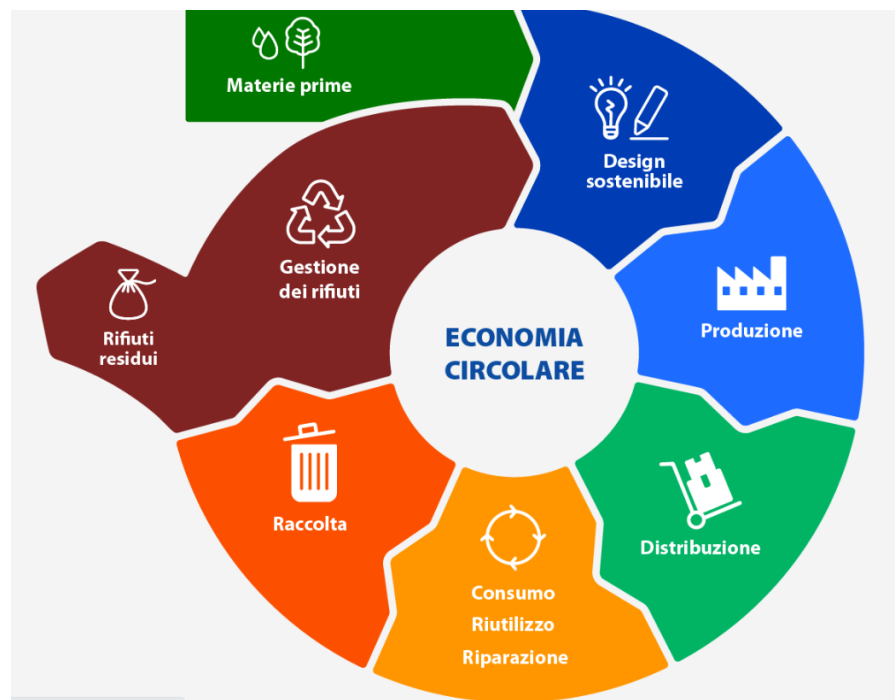 Materie prime
Design
sostenibile
Produzione
Distribuzione
Consumo
Riutilizzo
Riparazione
Raccolta
Gestione
dei rifiuti
Rifiuti
residui
ECONOMIA
CIRCOLARE